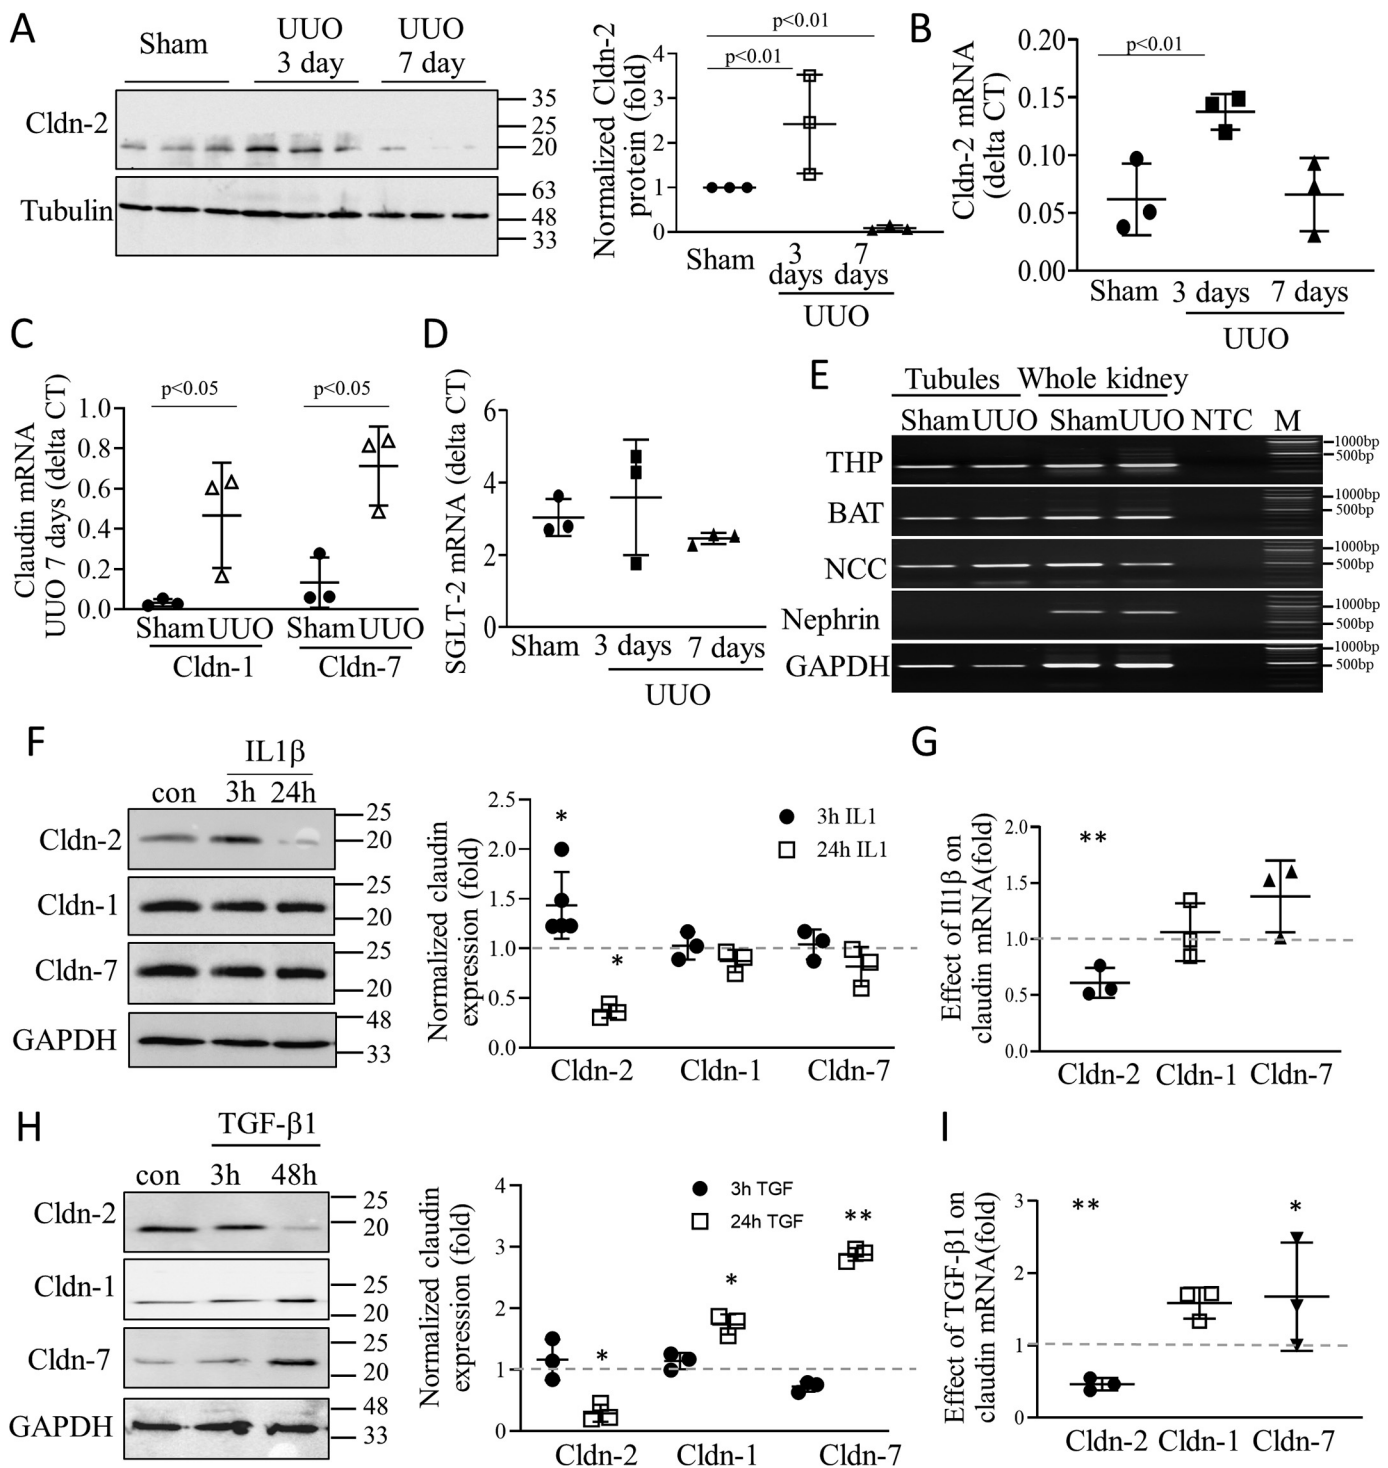 A
Sham
UUO
3 day
UUO
7 day
Cldn-2
35
25
20
Tubulin
63
48
33
Normalized Cldn-2
protein (fold)
p<0.01
p<0.01
4
3
2
1
0
Sham
3
days
7
days
UUO
B
Cldn-2 mRNA
(delta CT)
p<0.01
0.20
0.15
0.10
0.05
0.00
Sham
3 days
7 days
UUO
C
Claudin mRNA
UUO 7 days (delta CT)
p<0.05
p<0.05
1.0
0.8
0.6
0.4
0.2
0.0
Sham UUO
Sham UUO
Cldn-1
Cldn-7
D
SGLT-2 mRNA (delta CT)
6
4
2
0
Sham
3 days
7 days
UUO
E
Tubules
Whole kidney
Sham UUO
Sham UUO NTC M
THP
1000bp
500bp
BAT
1000bp
500bp
NCC
1000bp
500bp
Nephrin
1000bp
500bp
GAPDH
1000bp
500bp
F
IL1β
con
3h
24h
Cldn-2
25
20
Cldn-1
25
20
Cldn-7
25
20
GAPDH
48
33
Normalized claudin
expression (fold)
2.5
2.0
1.5
1.0
0.5
0.0
*
*
3h IL1
24h IL1
Cldn-2
Cldn-1
Cldn-7
G
Effect of Il1β on
claudin mRNA(fold)
2.0
1.5
1.0
0.5
0.0
**
Cldn-2
Cldn-1
Cldn-7
H
TGF-β1
con
3h
48h
Cldn-2
25
20
Cldn-1
25
20
Cldn-7
25
20
GAPDH
48
33
Normalized claudin
expression (fold)
4
3
2
1
0
3h TGF
24h TGF
*
*
**
Cldn-2
Cldn-1
Cldn-7
I
Effect of TGF-β1 on
claudin mRNA(fold)
3
2
1
0
**
*
Cldn-2
Cldn-1
Cldn-7